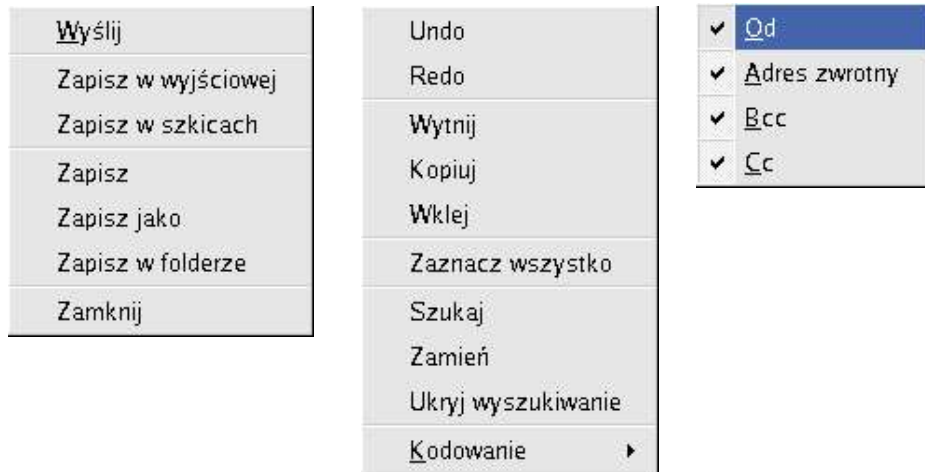 Wyślij
Zapisz w wyjściowej
Zapisz w szkicach
Zapisz
Zapisz jako
Zapisz w folderze
Zamknij
Undo
Redo
Wytnij
Kopiuj
Wklej
Zaznacz wszystko
Szukaj
Zamień
Ukryj wyszukiwanie
Kodowanie
Od
Adres zwrotny
Bcc
Cc